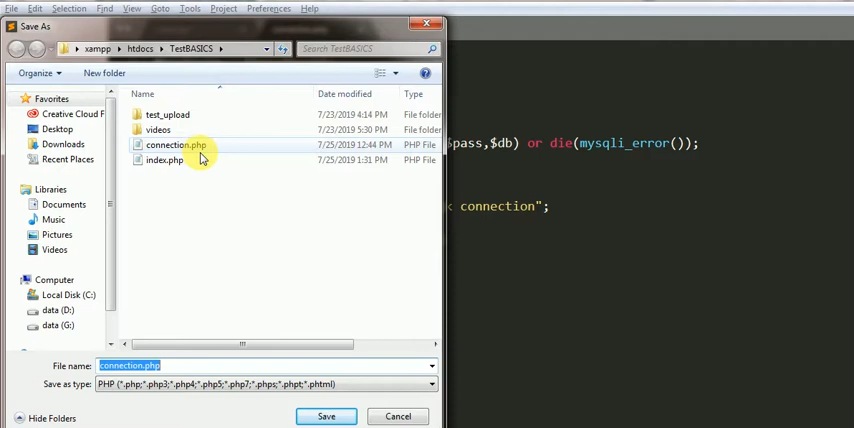 File Edit Selection Find View Goto Tools Project Preferences Help
Save As
xampp htdocs TestBASICS
Search TestBASICS
Organize New folder
Favorites
Creative Cloud F
Desktop
Downloads
Recent Places
Libraries
Documents
Music
Pictures
Videos
Computer
Local Disk (C:)
data (D:)
data (G:)
Name Date modified Type
test_upload 7/23/2019 4:14 PM File folder
videos 7/23/2019 5:30 PM File folder
connection.php 7/25/2019 12:44 PM PHP File
index.php 7/25/2019 1:31 PM PHP File
File name: connection.php
Save as type: PHP (*.php;*.php3;*.php4;*.php5;*.php7;*.phps;*.phpt;*.phtml)
Hide Folders Save Cancel
$pass,$db) or die(mysqli_error());
k connection";